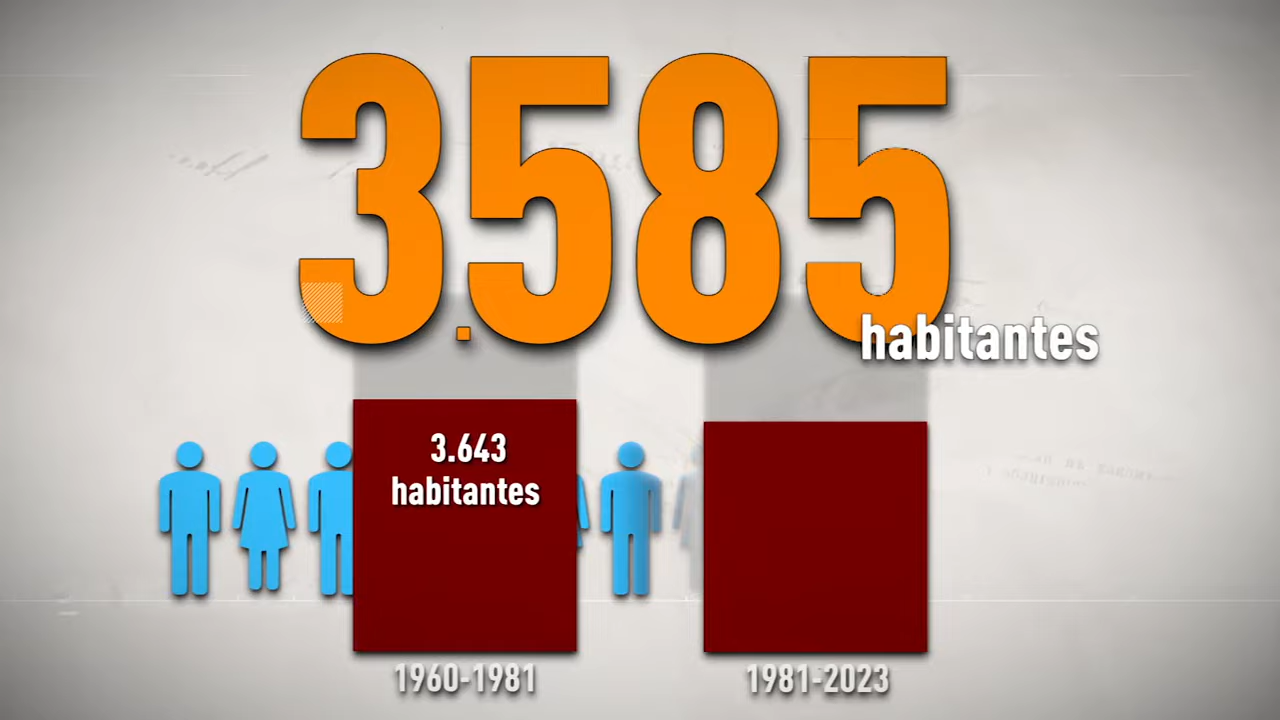 3.585
habitantes
3.643
habitantes
1960-1981
1981-2023